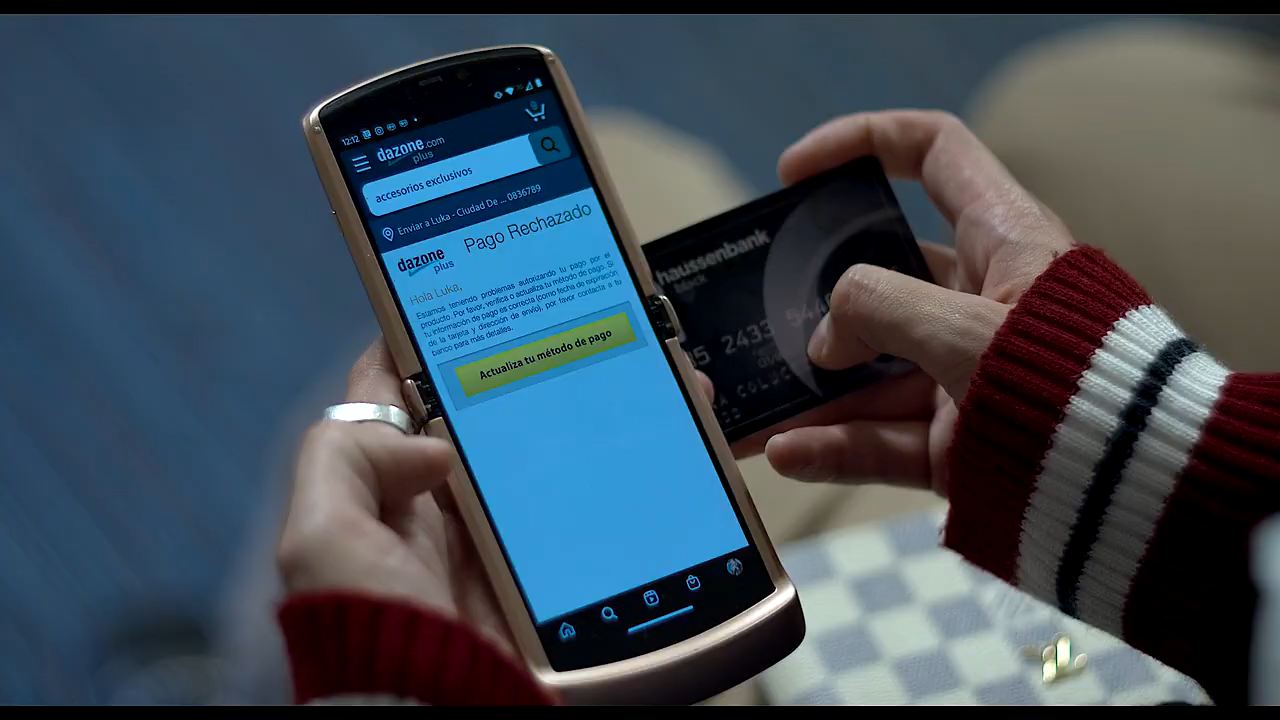 12:12
dazone.com
plus
accesorios exclusivos
Enviar a Luka - Ciudad De ... 0836789
dazone
plus
Pago Rechazado
Hola Luka,
Estamos teniendo problemas autorizando tu pago por el
producto. Por favor, verifica o actualiza tu método de pago. Si
tu información de pago es correcta (como fecha de expiración
de la tarjeta y dirección de envío), por favor contacta a tu
banco para más detalles.
Actualiza tu método de pago
haussenbank
black
2433